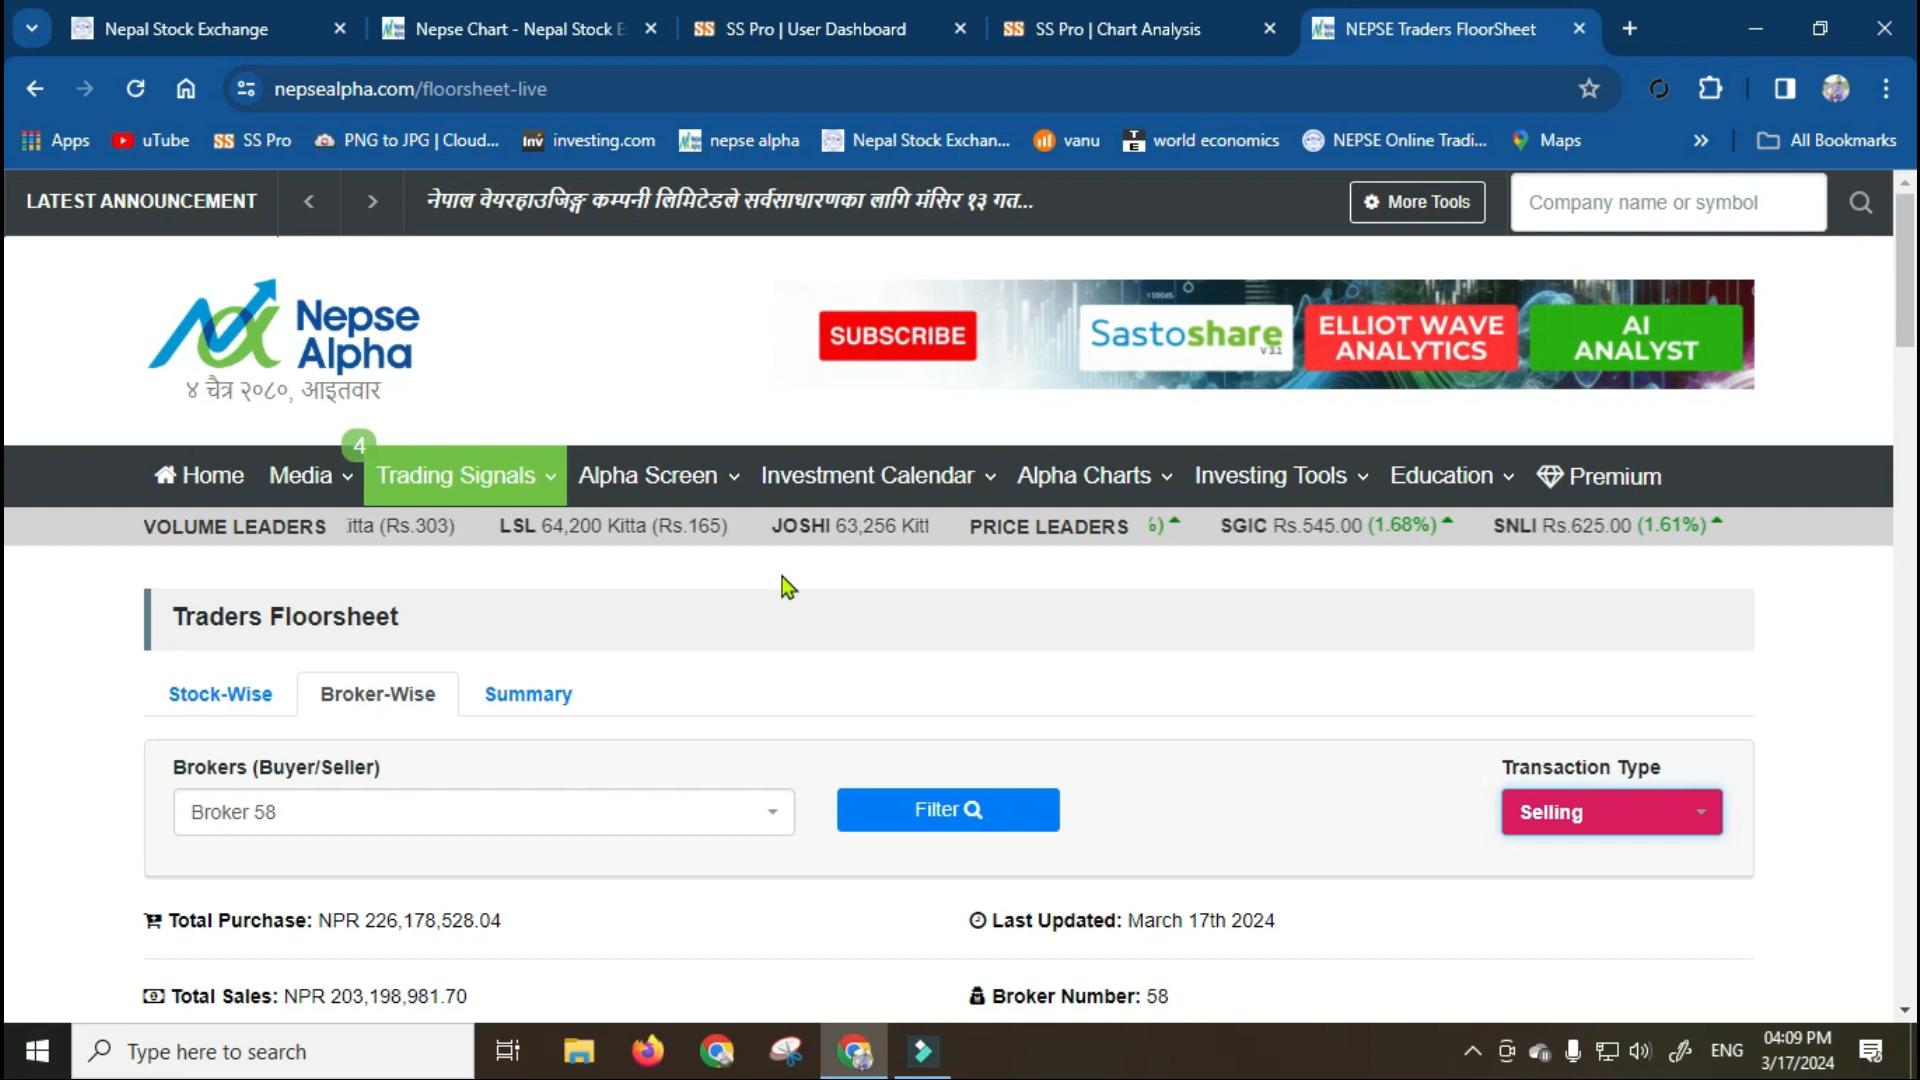 Nepal Stock Exchange
Nepse Chart - Nepal Stock E
SS SS Pro | User Dashboard
SS SS Pro | Chart Analysis
NEPSE Traders FloorSheet
nepsealpha.com/floorsheet-live
Apps
uTube
SS SS Pro
PNG to JPG | Cloud...
Inv investing.com
nepse alpha
Nepal Stock Exchan...
vanu
TE world economics
NEPSE Online Tradi...
Maps
All Bookmarks
LATEST ANNOUNCEMENT
नेपाल वेयरहाउजिङ्ग कम्पनी लिमिटेडले सर्वसाधारणका लागि मंसिर १३ गत...
More Tools
Company name or symbol
Nepse
Alpha
४ चैत्र २०८०, आइतवार
SUBSCRIBE
Sastoshare
V 3.1
ELLIOT WAVE
ANALYTICS
AI
ANALYST
4
Home Media Trading Signals Alpha Screen Investment Calendar Alpha Charts Investing Tools Education Premium
VOLUME LEADERS itta (Rs.303) LSL 64,200 Kitta (Rs.165) JOSHI 63,256 Kitt PRICE LEADERS %) SGIC Rs.545.00 (1.68%) SNLI Rs.625.00 (1.61%)
Traders Floorsheet
Stock-Wise Broker-Wise Summary
Brokers (Buyer/Seller)
Transaction Type
Broker 58
Filter
Selling
Total Purchase: NPR 226,178,528.04
Last Updated: March 17th 2024
Total Sales: NPR 203,198,981.70
Broker Number: 58
Type here to search
ENG
04:09 PM
3/17/2024